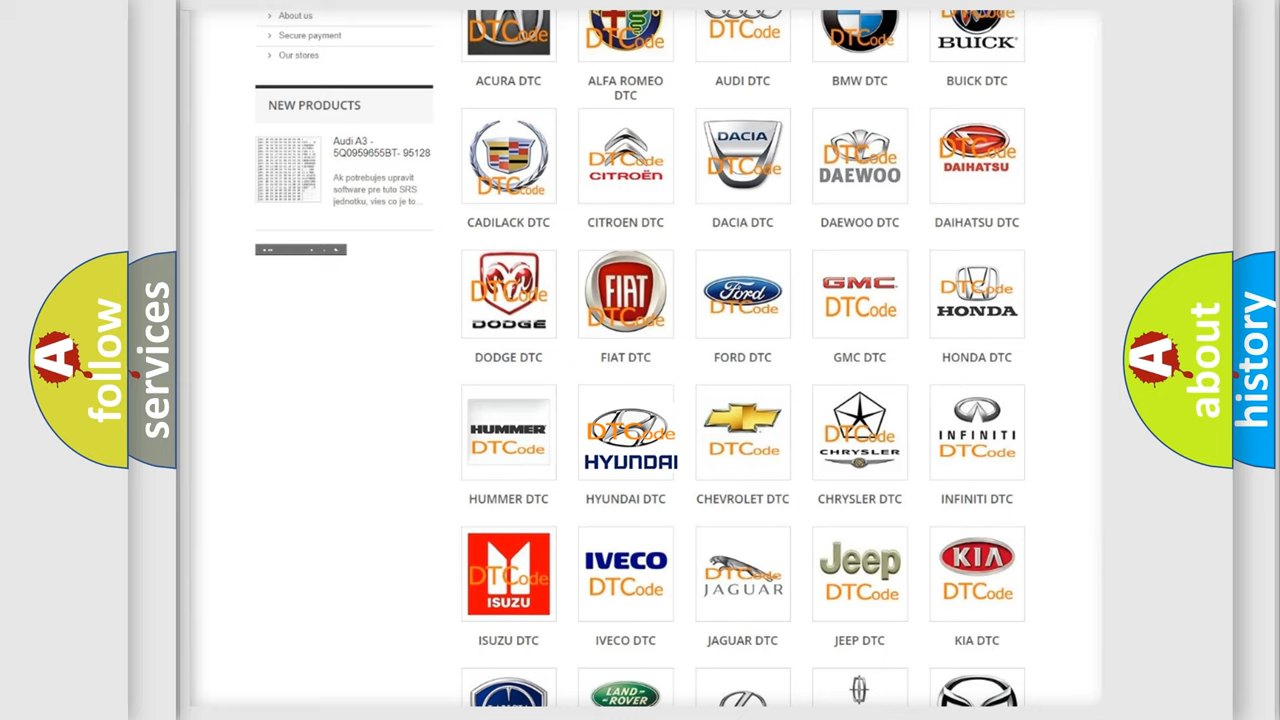 About us
Secure payment
Our stores
NEW PRODUCTS
Audi A3 -
5Q0959655BT- 95128
Ak potrebujes upravit
software pre tuto SRS
jednotku, vies co je to...
DTCode
DTCode
DTCode
DTCode
BUICK
ACURA DTC
ALFA ROMEO
DTC
AUDI DTC
BMW DTC
BUICK DTC
DTCode
DTCode
CITROËN
DACIA
DTCode
DTCode
DAEWOO
DTCode
DAIHATSU
CADILACK DTC
CITROEN DTC
DACIA DTC
DAEWOO DTC
DAIHATSU DTC
DTCode
DODGE
FIAT
DTCode
Ford
DTCode
GMC
DTCode
DTCode
HONDA
DODGE DTC
FIAT DTC
FORD DTC
GMC DTC
HONDA DTC
HUMMER
DTCode
DTCode
HYUNDAI
DTCode
DTCode
CHRYSLER
INFINITI
DTCode
HUMMER DTC
HYUNDAI DTC
CHEVROLET DTC
CHRYSLER DTC
INFINITI DTC
DTCode
ISUZU
IVECO
DTCode
DTCode
JAGUAR
Jeep
DTCode
KIA
DTCode
ISUZU DTC
IVECO DTC
JAGUAR DTC
JEEP DTC
KIA DTC
LAND-
ROVER
A
follow
services
A
about
history